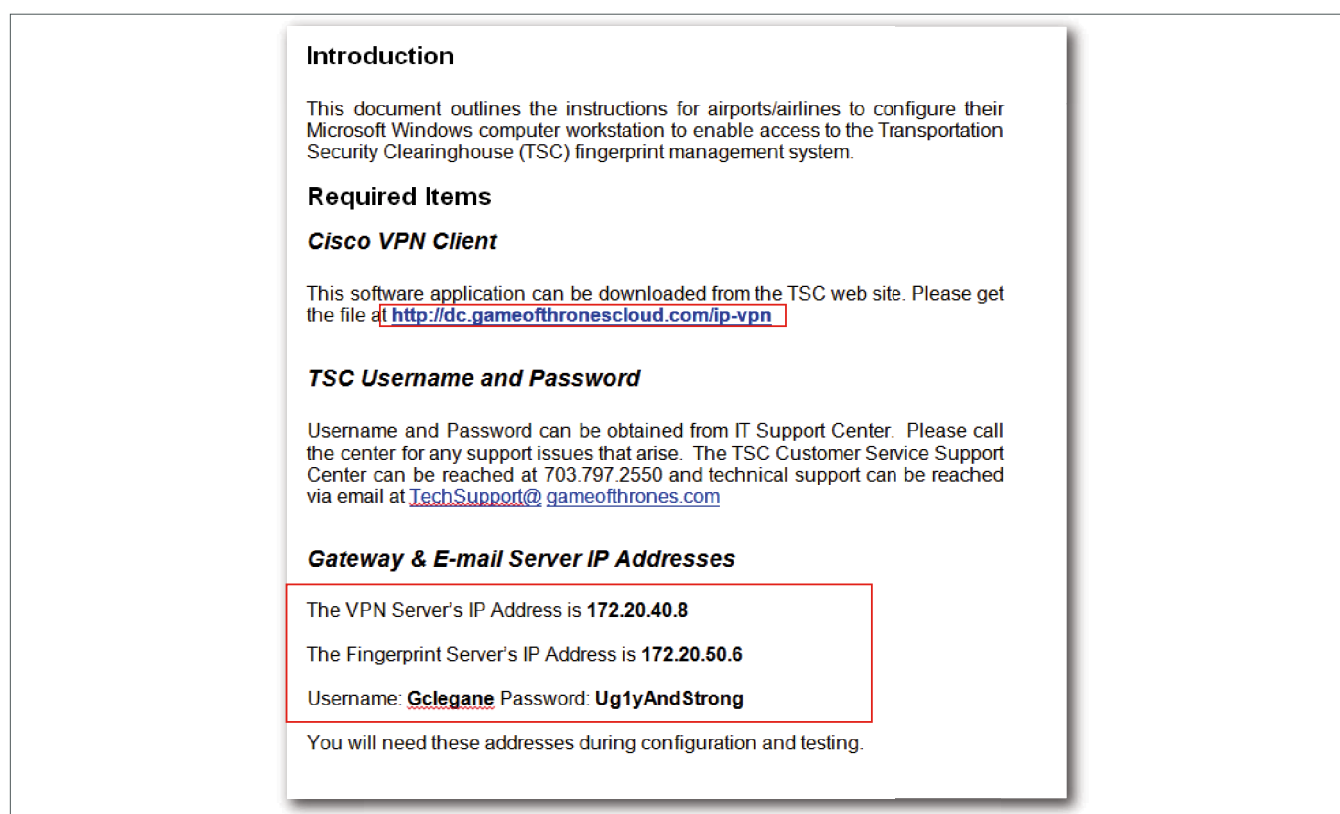 Introduction
This document outlines the instructions for airports/airlines to configure their
Microsoft Windows computer workstation to enable access to the Transportation
Security Clearinghouse (TSC) fingerprint management system.
Required Items
Cisco VPN Client
This software application can be downloaded from the TSC web site. Please get
the file at http://dc.gameofthronescloud.com/ip-vpn
TSC Username and Password
Username and Password can be obtained from IT Support Center. Please call
the center for any support issues that arise. The TSC Customer Service Support
Center can be reached at 703.797.2550 and technical support can be reached
via email at TechSupport@ gameofthrones.com
Gateway & E-mail Server IP Addresses
The VPN Server's IP Address is 172.20.40.8
The Fingerprint Server's IP Address is 172.20.50.6
Username: Gclegane Password: Ug1yAndStrong
You will need these addresses during configuration and testing.